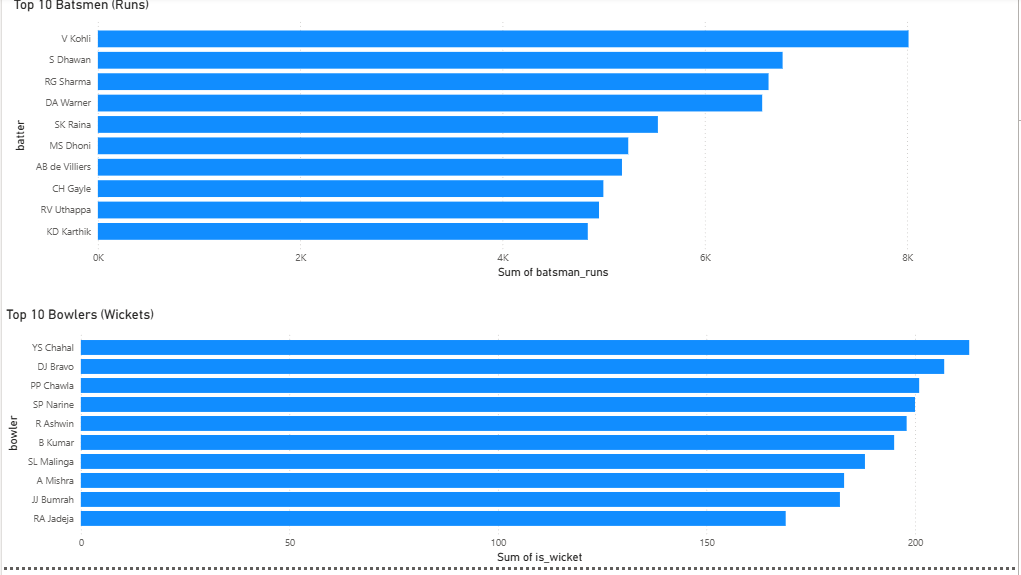 Top 10 Batsmen (Runs)
batter
V Kohli
S Dhawan
RG Sharma
DA Warner
SK Raina
MS Dhoni
AB de Villiers
CH Gayle
RV Uthappa
KD Karthik
0K 2K 4K 6K 8K
Sum of batsman_runs
Top 10 Bowlers (Wickets)
bowler
YS Chahal
DJ Bravo
PP Chawla
SP Narine
R Ashwin
B Kumar
SL Malinga
A Mishra
JJ Bumrah
RA Jadeja
0 50 100 150 200
Sum of is_wicket